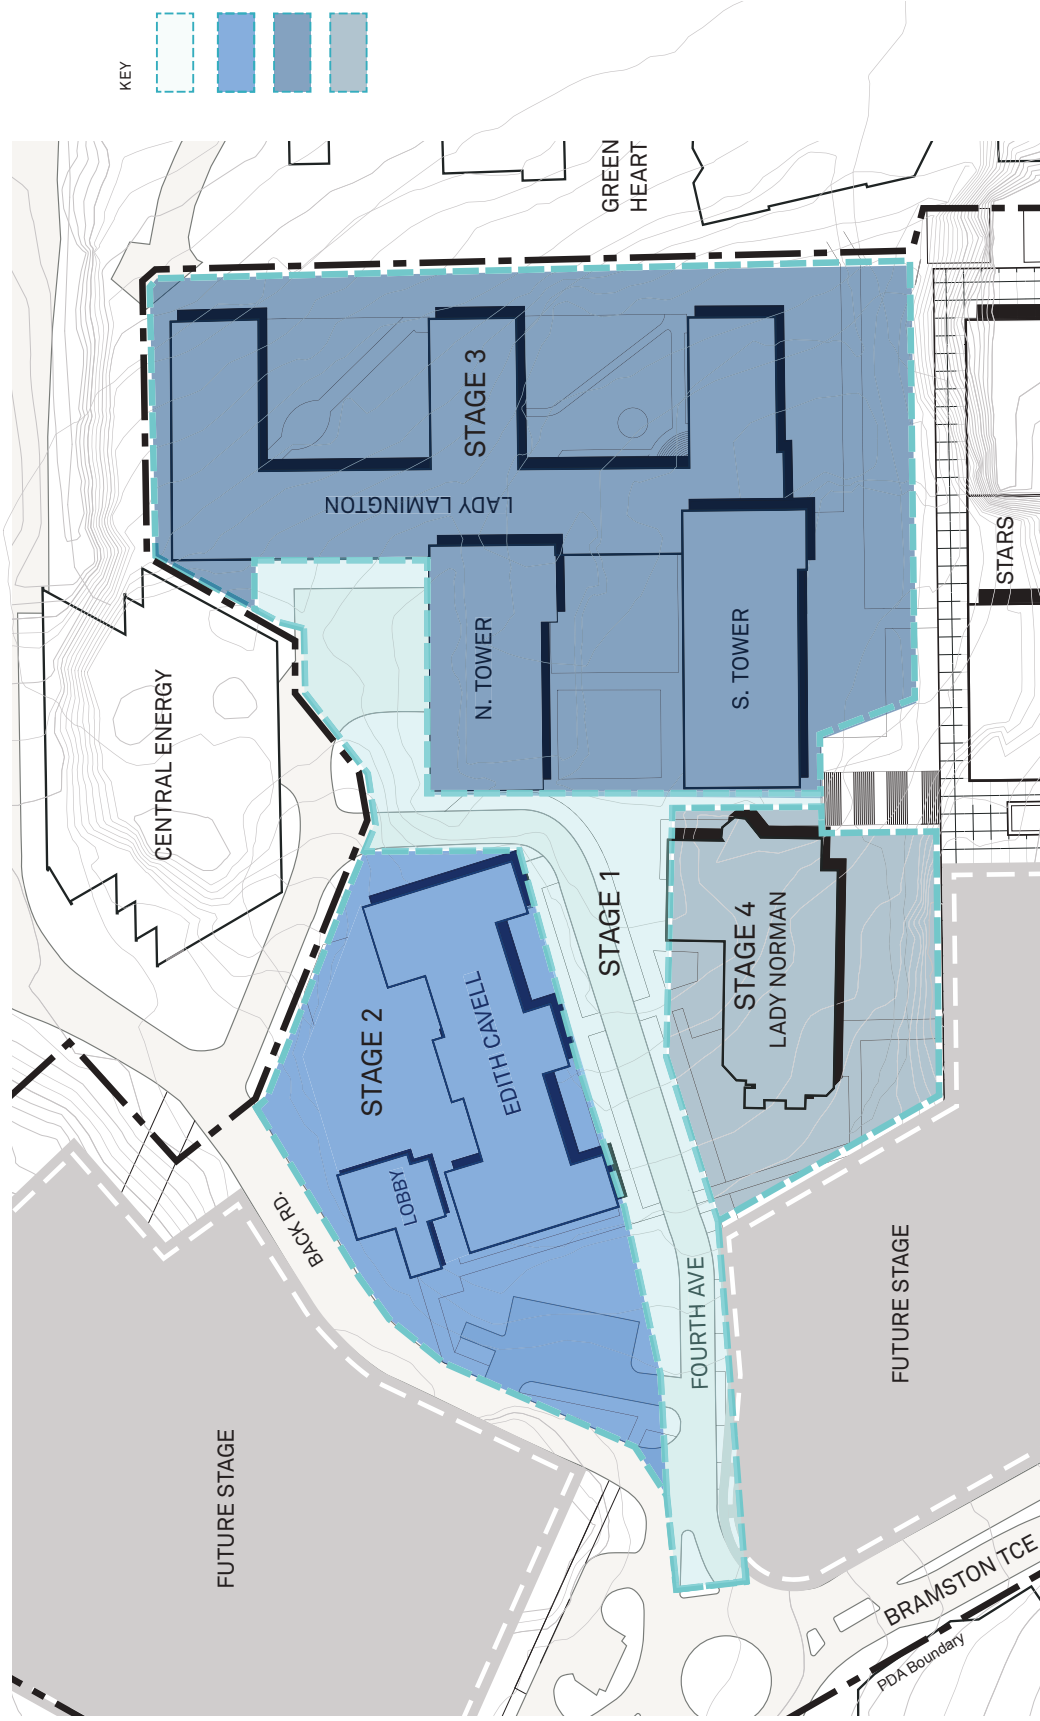 KEY
GREEN
HEART
STAGE 3
LADY LAMINGTON
STARS
N. TOWER
S. TOWER
CENTRAL ENERGY
STAGE 1
STAGE 4
LADY NORMAN
STAGE 2
EDITH CAVELL
LOBBY
BACK RD.
FOURTH AVE
FUTURE STAGE
FUTURE STAGE
BRAMSTON TCE
PDA Boundary